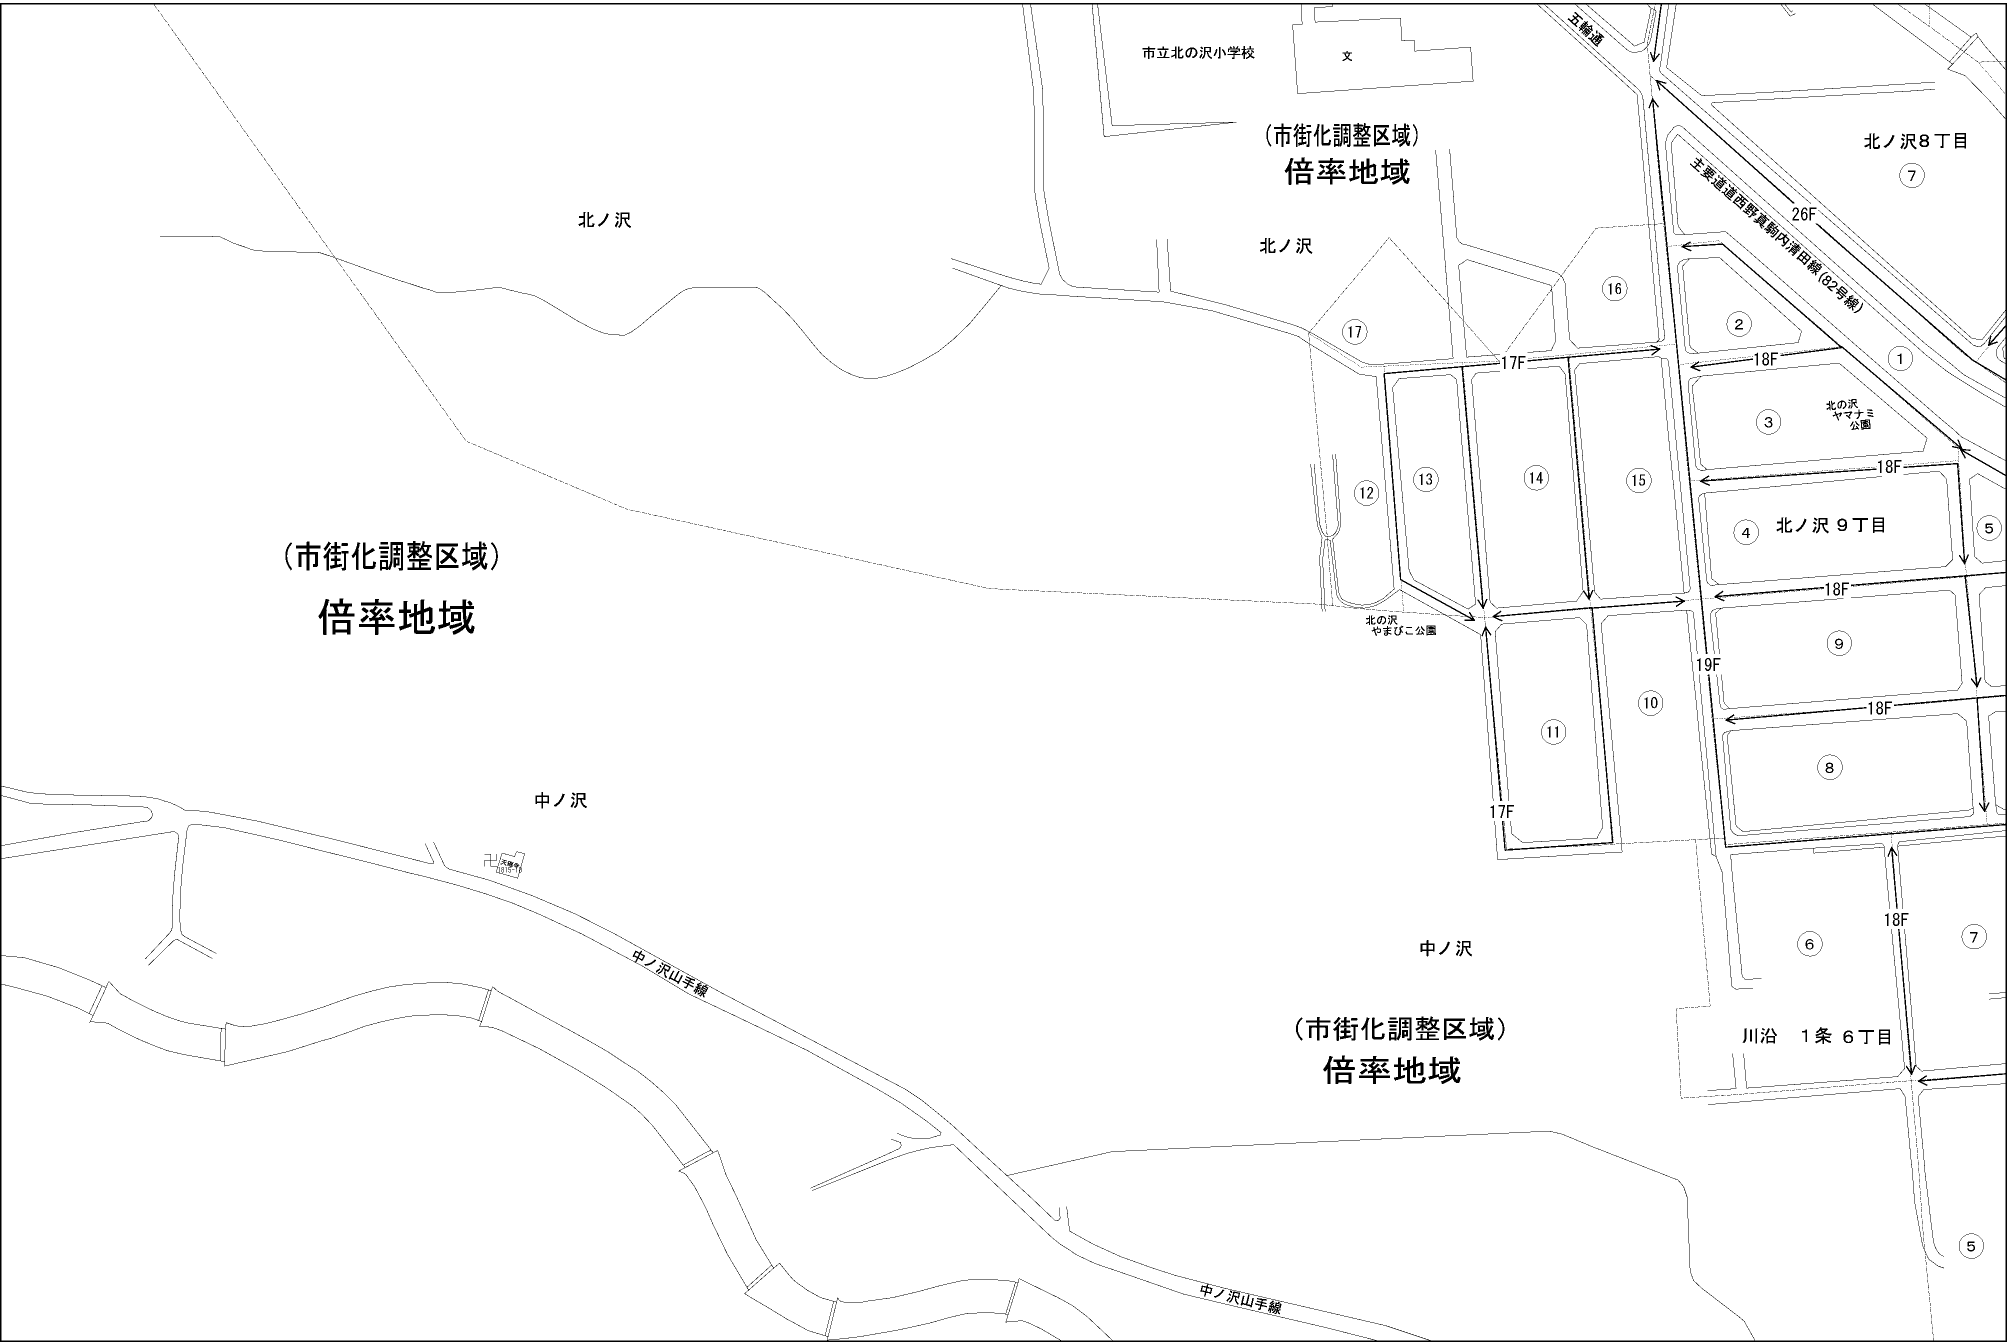 五輪通
市立北の沢小学校
文
(市街化調整区域)
倍率地域
北ノ沢8丁目
7
主要道道西野真駒内清田線(82号線)
26F
北ノ沢
北ノ沢
16
17
2
1
17F
18F
3
北の沢
ヤマナミ
公園
18F
12
13
14
15
4
北ノ沢 9丁目
5
(市街化調整区域)
倍率地域
18F
北の沢
やまびこ公園
9
19F
10
11
18F
8
17F
中ノ沢
18F
6
7
中ノ沢
中ノ沢山手線
(市街化調整区域)
倍率地域
川沿 1条 6丁目
5
中ノ沢山手線